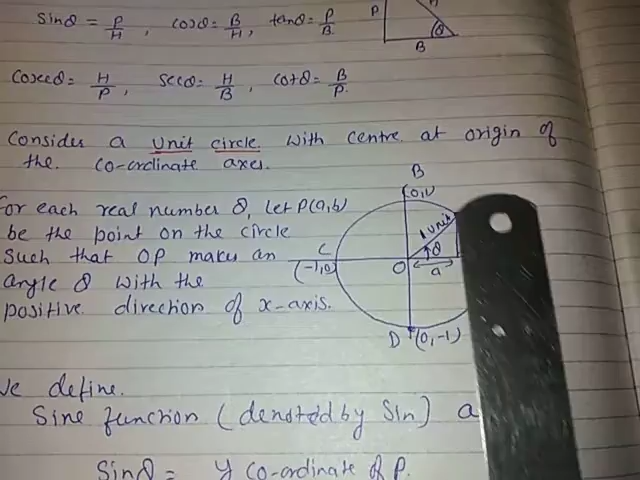 Sinθ = P/H , Cosθ = B/H , tanθ = P/B
P
H
θ
B
Cosecθ = H/P , Secθ = H/B , Cotθ = B/P.
Consider a unit circle with centre at origin of
the co-ordinate axes.
B
(0,1)
For each real number θ, let P(a,b)
be the point on the circle
Such that OP makes an
angle θ with the
positive direction of x-axis.
1 unit
C
(-1,0)
O
θ
a
D (0,-1)
We define.
Sine function (denoted by Sin) a
Sinθ = y co-ordinate of P.